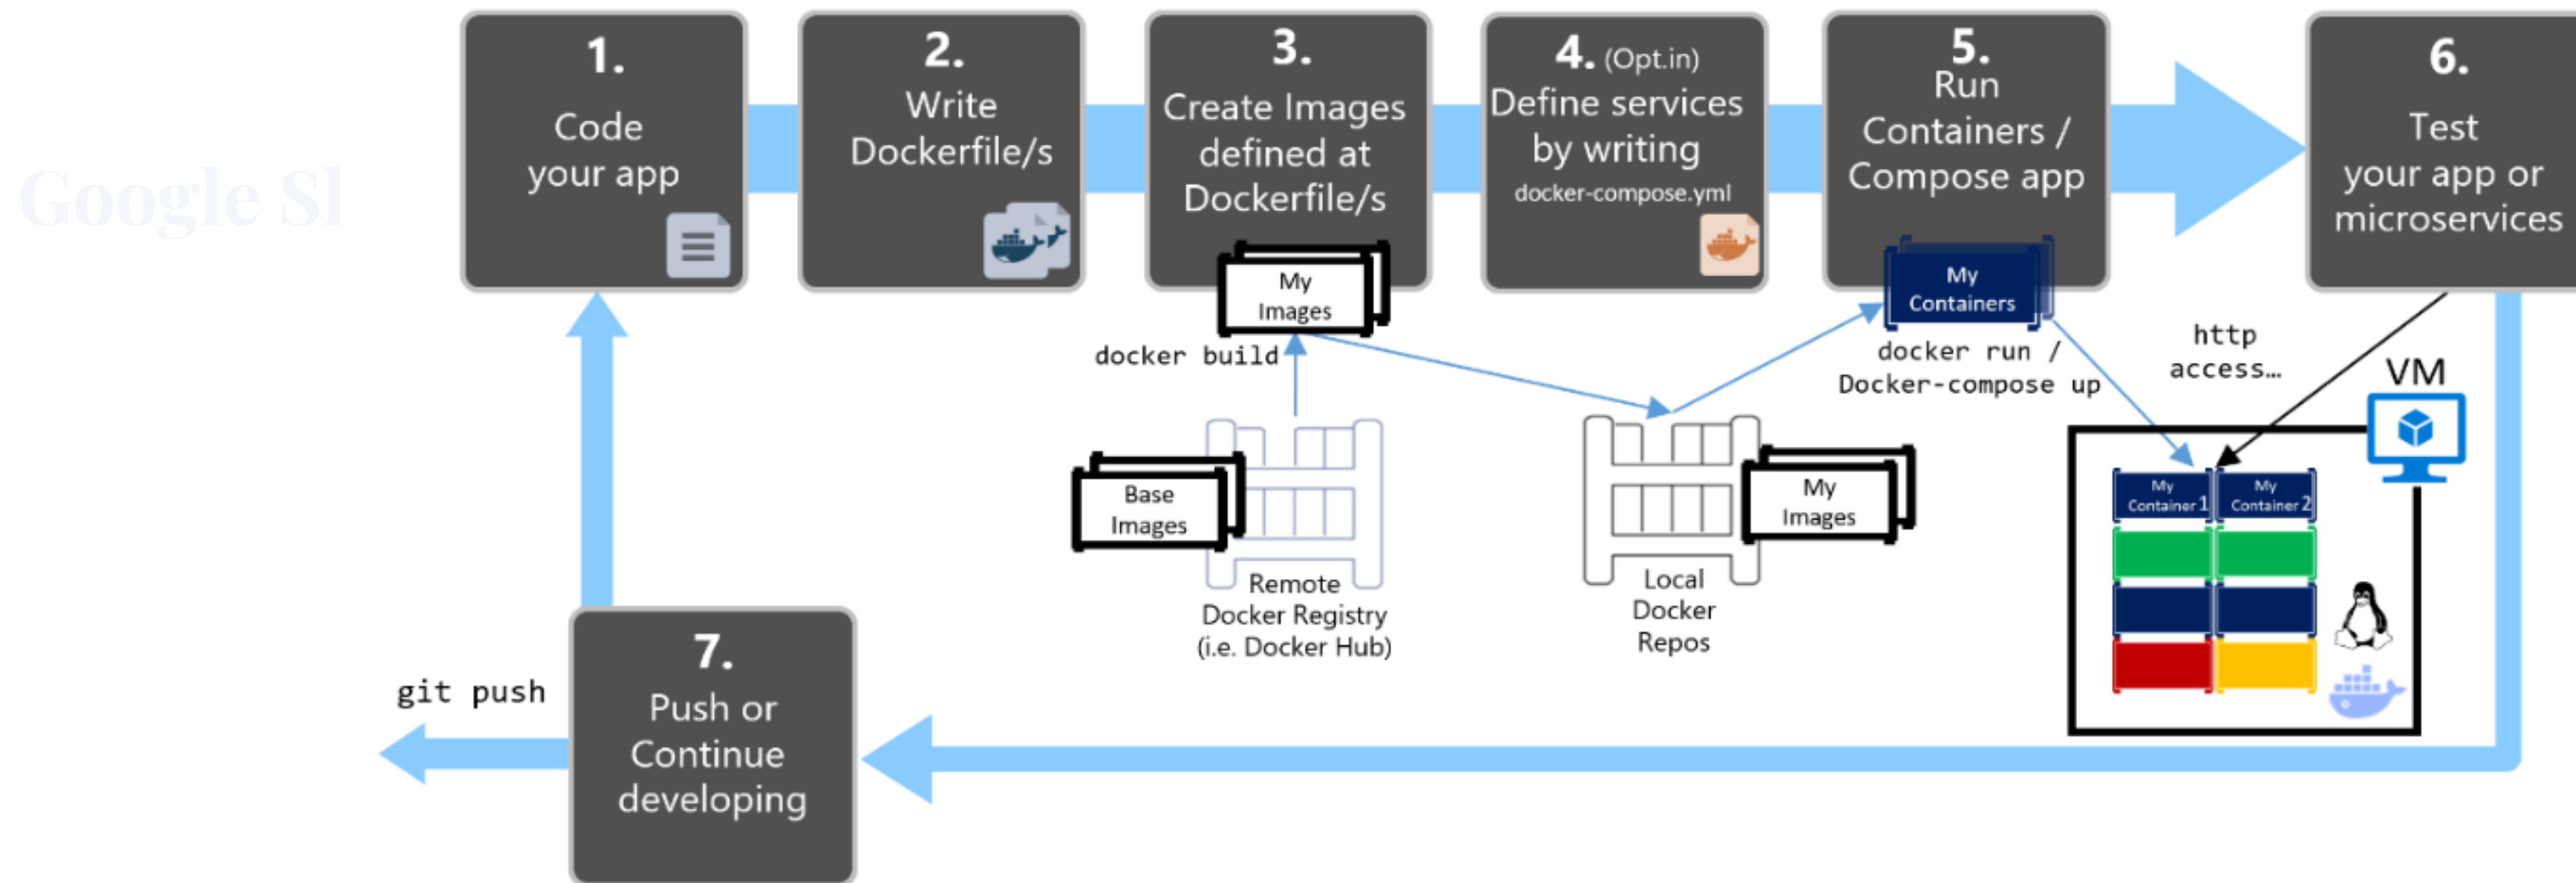 Google Sl
1.
Code
your app
2.
Write
Dockerfile/s
3.
Create Images
defined at
Dockerfile/s
My
Images
4. (Opt.in)
Define services
by writing
docker-compose.yml
5.
Run
Containers /
Compose app
My
Containers
6.
Test
your app or
microservices
docker build
docker run /
Docker-compose up
http
access...
VM
Base
Images
Remote
Docker Registry
(i.e. Docker Hub)
My
Images
Local
Docker
Repos
My
Container 1
My
Container 2
7.
Push or
Continue
developing
git push